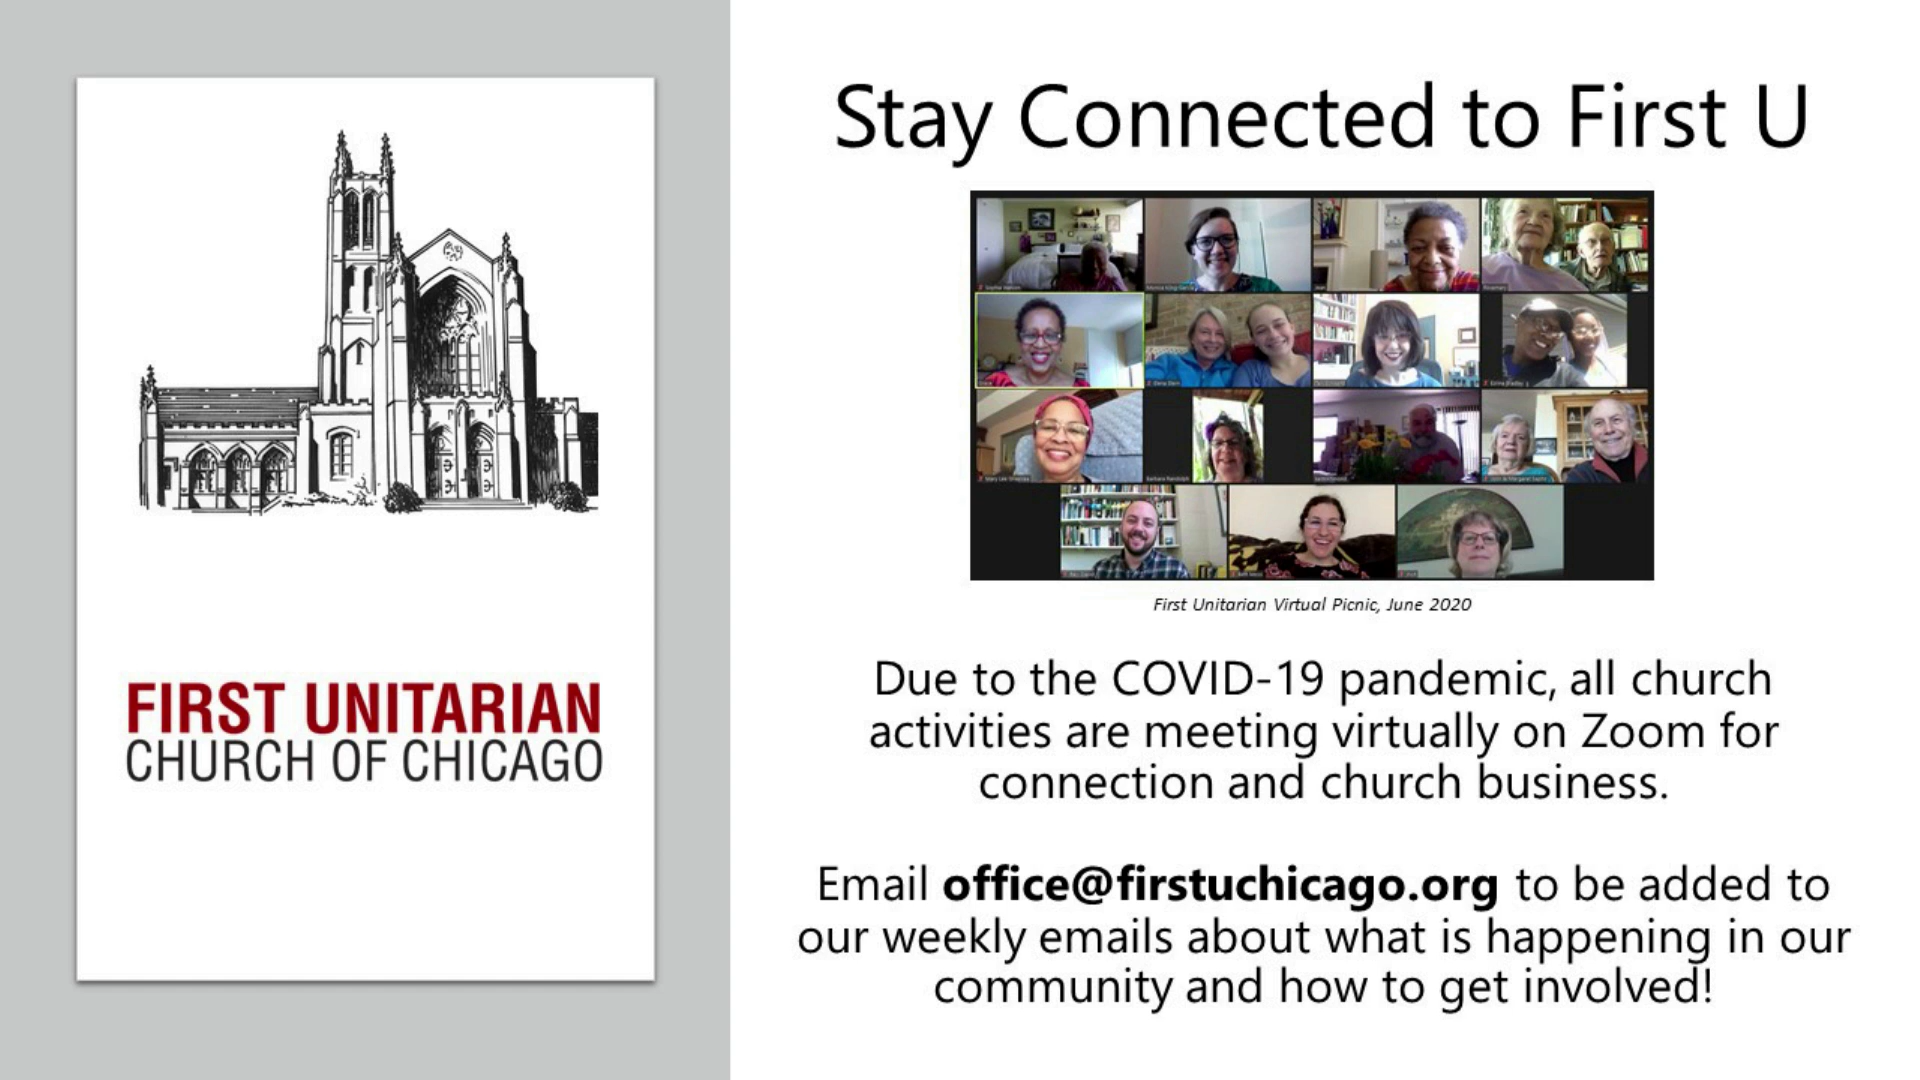 FIRST UNITARIAN
CHURCH OF CHICAGO
Stay Connected to First U
First Unitarian Virtual Picnic, June 2020
Due to the COVID-19 pandemic, all church
activities are meeting virtually on Zoom for
connection and church business.
Email office@firstuchicago.org to be added to
our weekly emails about what is happening in our
community and how to get involved!